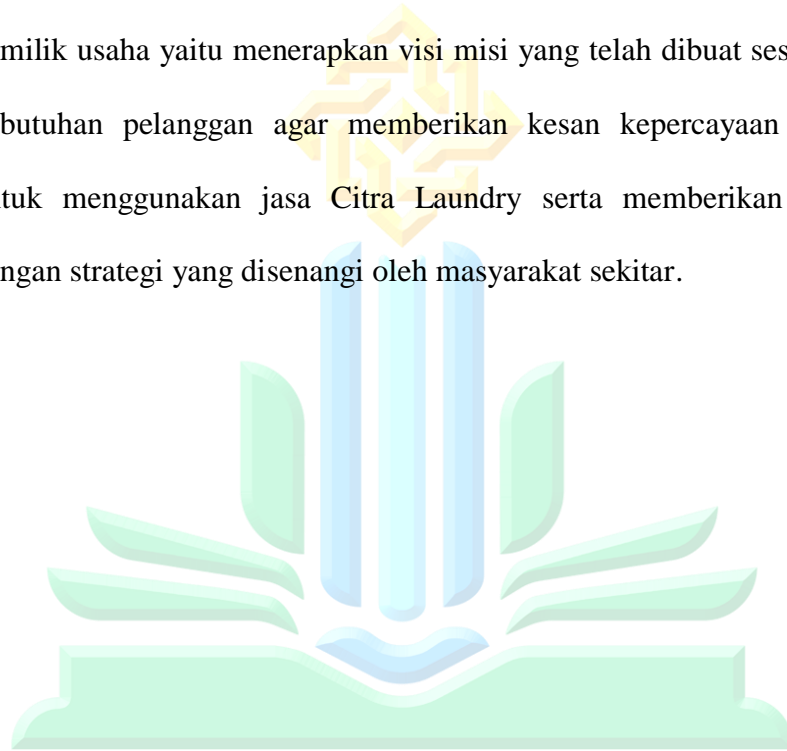 milik usaha yaitu menerapkan visi misi yang telah dibuat ses
butuhan pelanggan agar memberikan kesan kepercayaan
tuk menggunakan jasa Citra Laundry serta memberikan
ngan strategi yang disenangi oleh masyarakat sekitar.